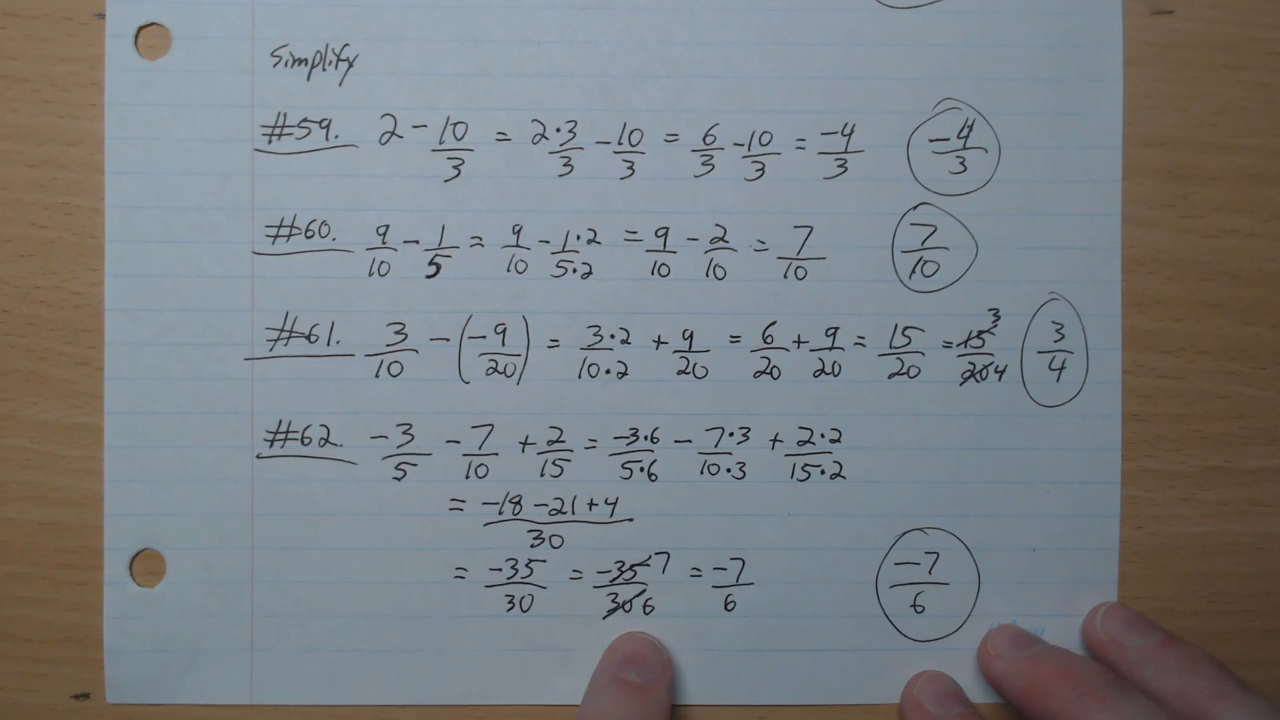 Simplify
#59. 2 - 10/3 = 2·3/3 - 10/3 = 6/3 - 10/3 = -4/3 -4/3
#60. 9/10 - 1/5 = 9/10 - 1·2/5·2 = 9/10 - 2/10 = 7/10 7/10
#61. 3/10 - (-9/20) = 3·2/10·2 + 9/20 = 6/20 + 9/20 = 15/20 = 15 3/20 4 3/4
#62. -3/5 - 7/10 + 2/15 = -3·6/5·6 - 7·3/10·3 + 2·2/15·2
= -18 - 21 + 4/30
= -35/30 = -35 7/30 6 = -7/6 -7/6